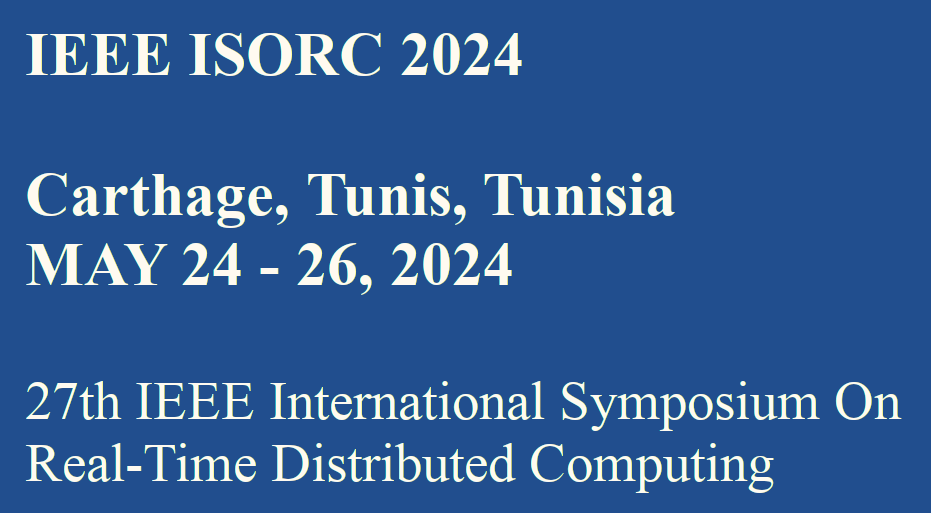 IEEE ISORC 2024
Carthage, Tunis, Tunisia
MAY 24 - 26, 2024
27th IEEE International Symposium On
Real-Time Distributed Computing